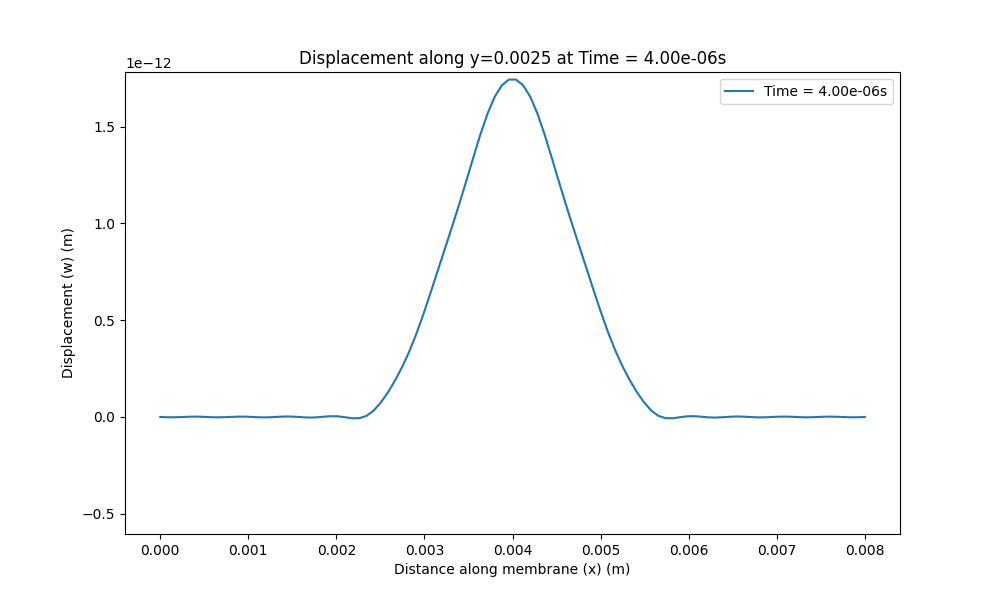 Displacement along y=0.0025 at Time = 4.00e-06s
1e−12
Time = 4.00e-06s
1.5
1.0
0.5
0.0
−0.5
Displacement (w) (m)
0.000 0.001 0.002 0.003 0.004 0.005 0.006 0.007 0.008
Distance along membrane (x) (m)